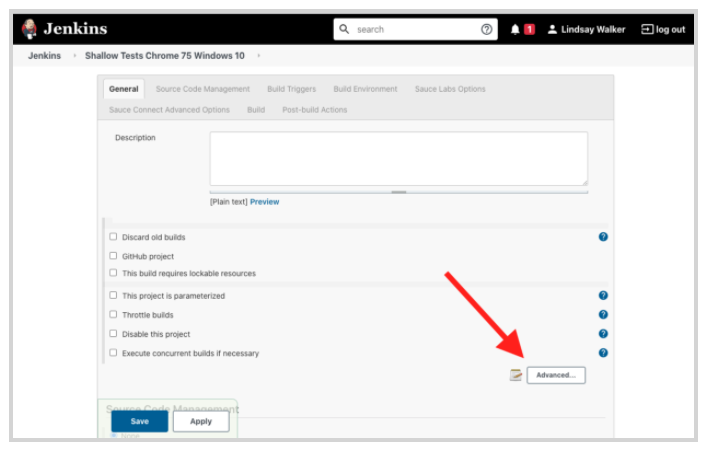 Jenkins search 1 Lindsay Walker log out
Jenkins Shallow Tests Chrome 75 Windows 10
General Source Code Management Build Triggers Build Environment Sauce Labs Options
Sauce Connect Advanced Options Build Post-build Actions
Description
[Plain text] Preview
Discard old builds
GitHub project
This build requires lockable resources
This project is parameterized
Throttle builds
Disable this project
Execute concurrent builds if necessary
Advanced...
Source Code Management
Save Apply
None